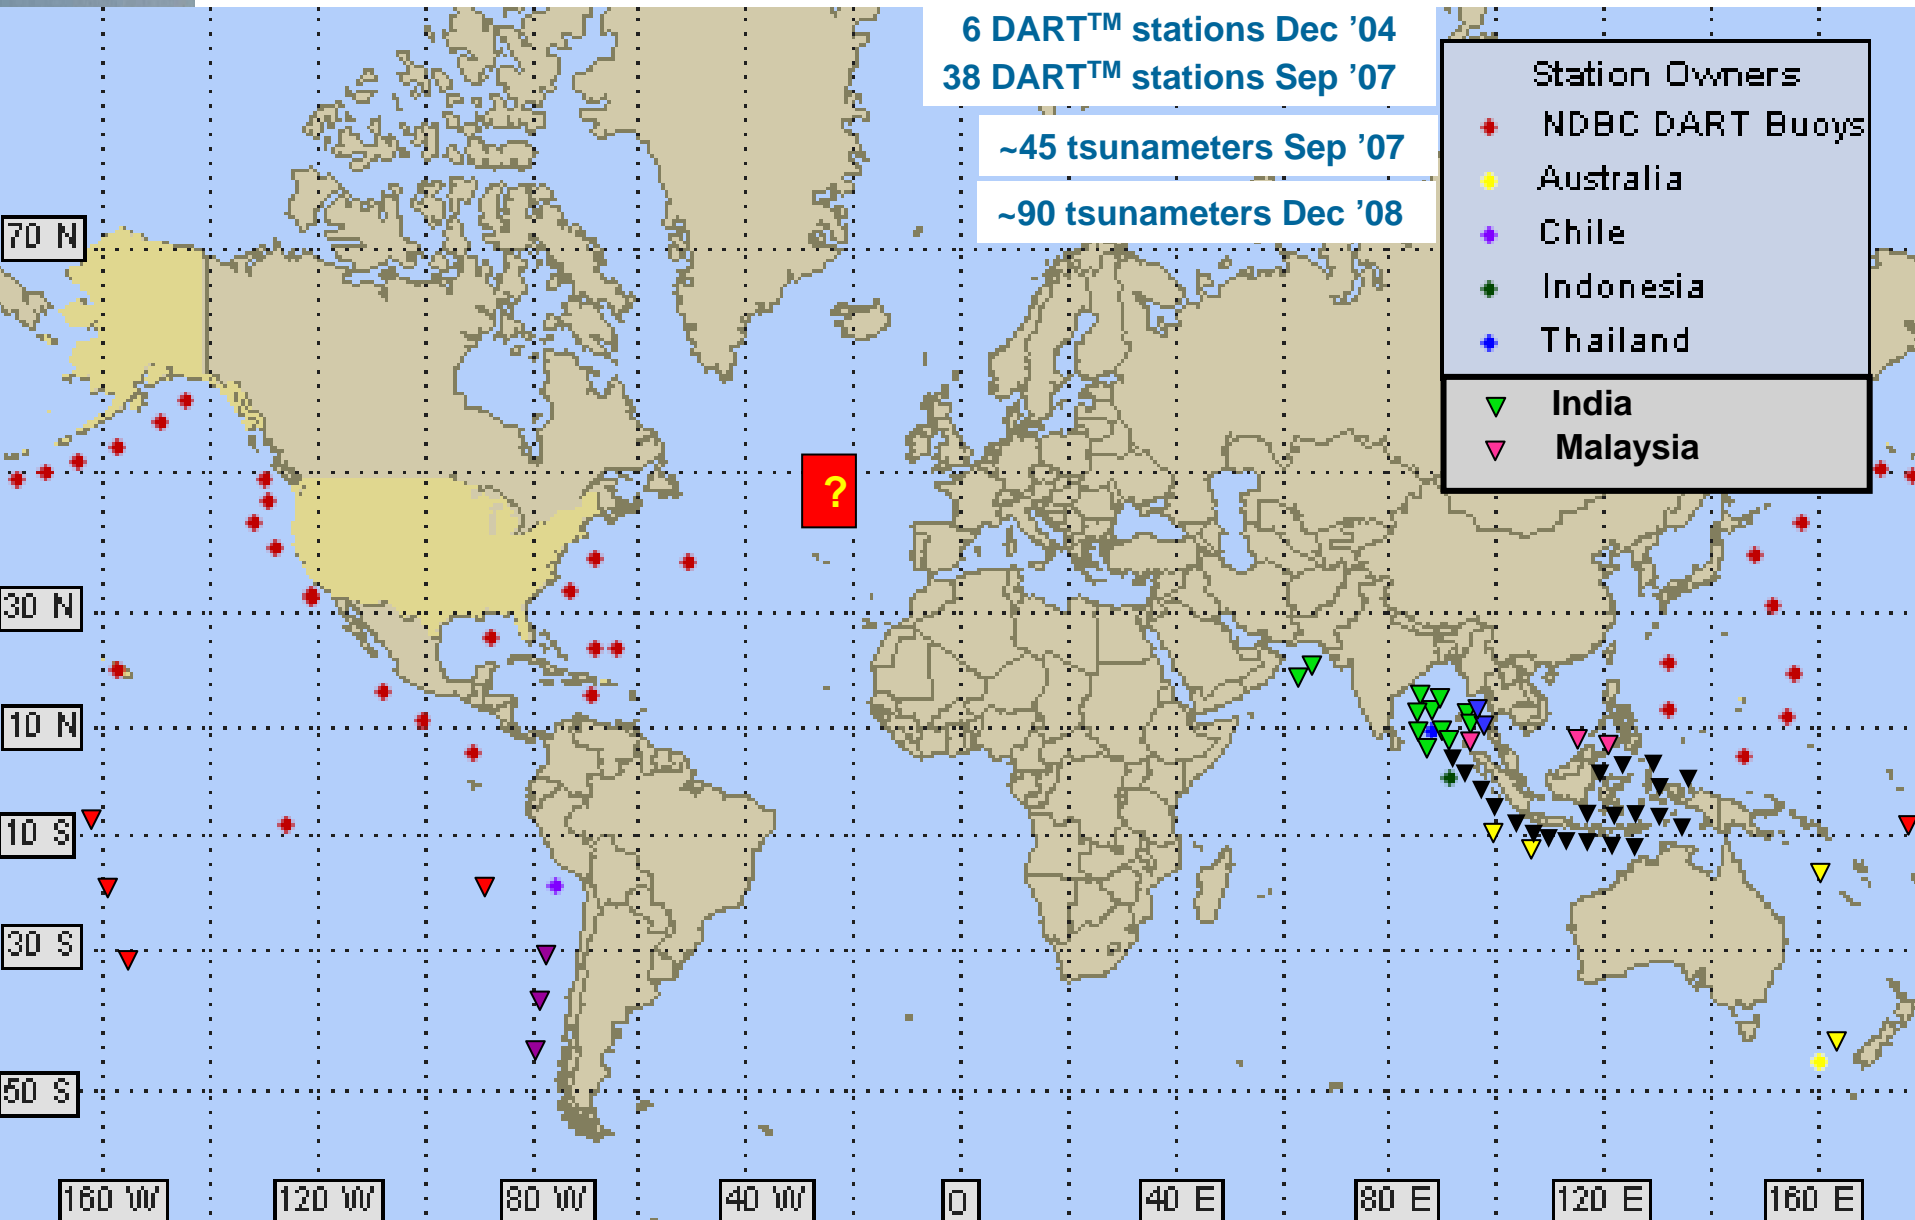 6 DART™ stations Dec ’04
38 DART™ stations Sep ’07
~45 tsunameters Sep ’07
~90 tsunameters Dec ’08
Station Owners
NDBC DART Buoys
Australia
Chile
Indonesia
Thailand
India
Malaysia
?
70 N
30 N
10 N
10 S
30 S
50 S
160 W
120 W
80 W
40 W
0
40 E
80 E
120 E
160 E